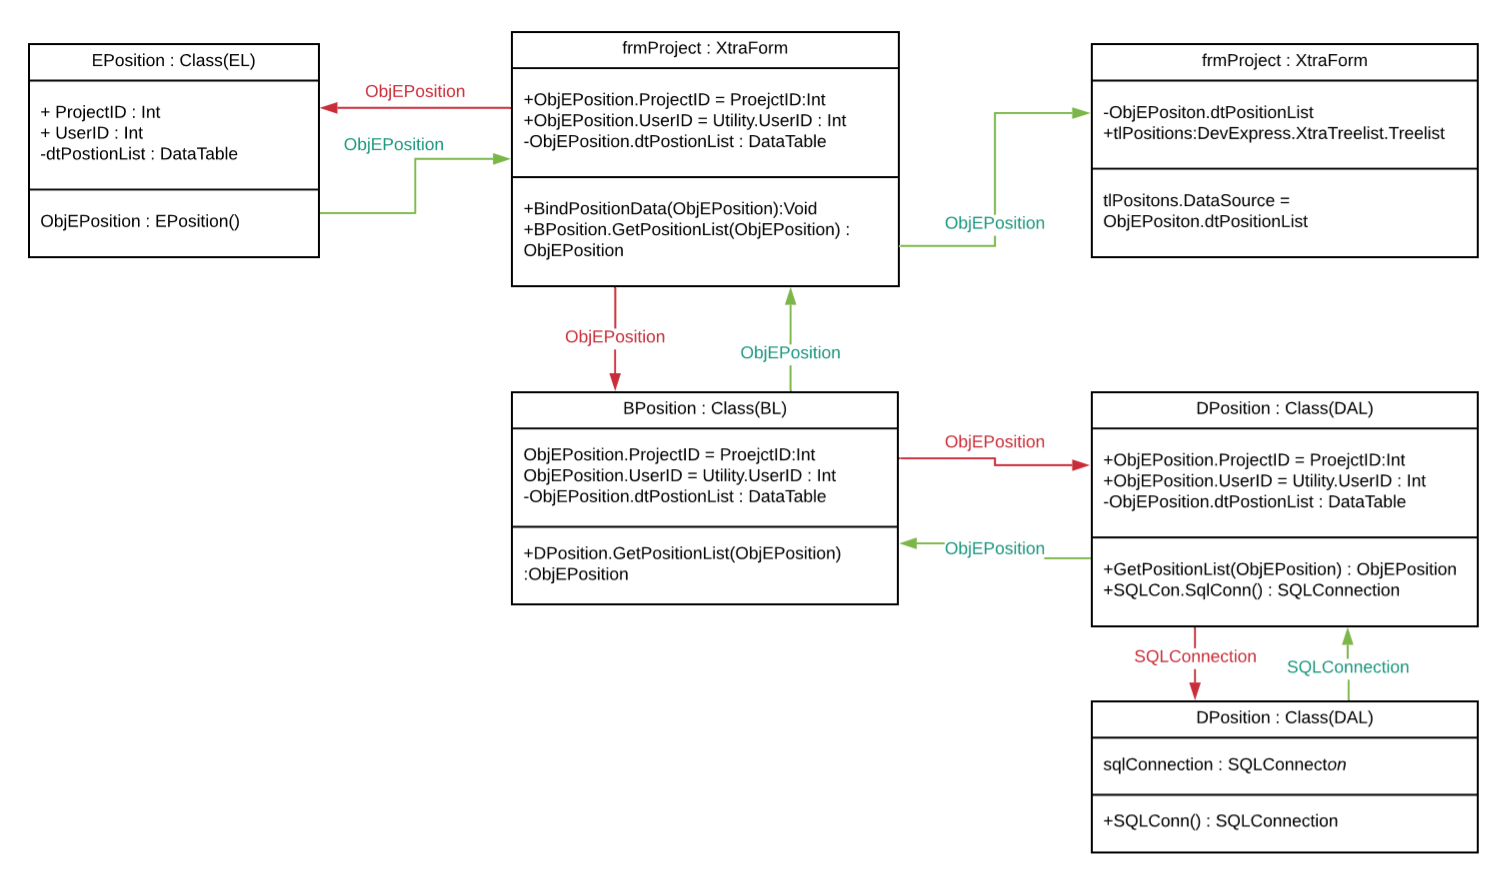 EPosition : Class(EL)
+ ProjectID : Int
+ UserID : Int
-dtPostionList : DataTable
ObjEPosition : EPosition()
ObjEPosition
ObjEPosition
frmProject : XtraForm
+ObjEPosition.ProjectID = ProejctID:Int
+ObjEPosition.UserID = Utility.UserID : Int
-ObjEPosition.dtPostionList : DataTable
+BindPositionData(ObjEPosition):Void
+BPosition.GetPositionList(ObjEPosition) :
ObjEPosition
ObjEPosition
frmProject : XtraForm
-ObjEPositon.dtPositionList
+tlPositions:DevExpress.XtraTreelist.Treelist
tlPositons.DataSource =
ObjEPositon.dtPositionList
ObjEPosition
ObjEPosition
BPosition : Class(BL)
ObjEPosition.ProjectID = ProejctID:Int
ObjEPosition.UserID = Utility.UserID : Int
-ObjEPosition.dtPostionList : DataTable
+DPosition.GetPositionList(ObjEPosition)
:ObjEPosition
ObjEPosition
ObjEPosition
DPosition : Class(DAL)
+ObjEPosition.ProjectID = ProejctID:Int
+ObjEPosition.UserID = Utility.UserID : Int
-ObjEPosition.dtPostionList : DataTable
+GetPositionList(ObjEPosition) : ObjEPosition
+SQLCon.SqlConn() : SQLConnection
SQLConnection
SQLConnection
DPosition : Class(DAL)
sqlConnection : SQLConnecton
+SQLConn() : SQLConnection